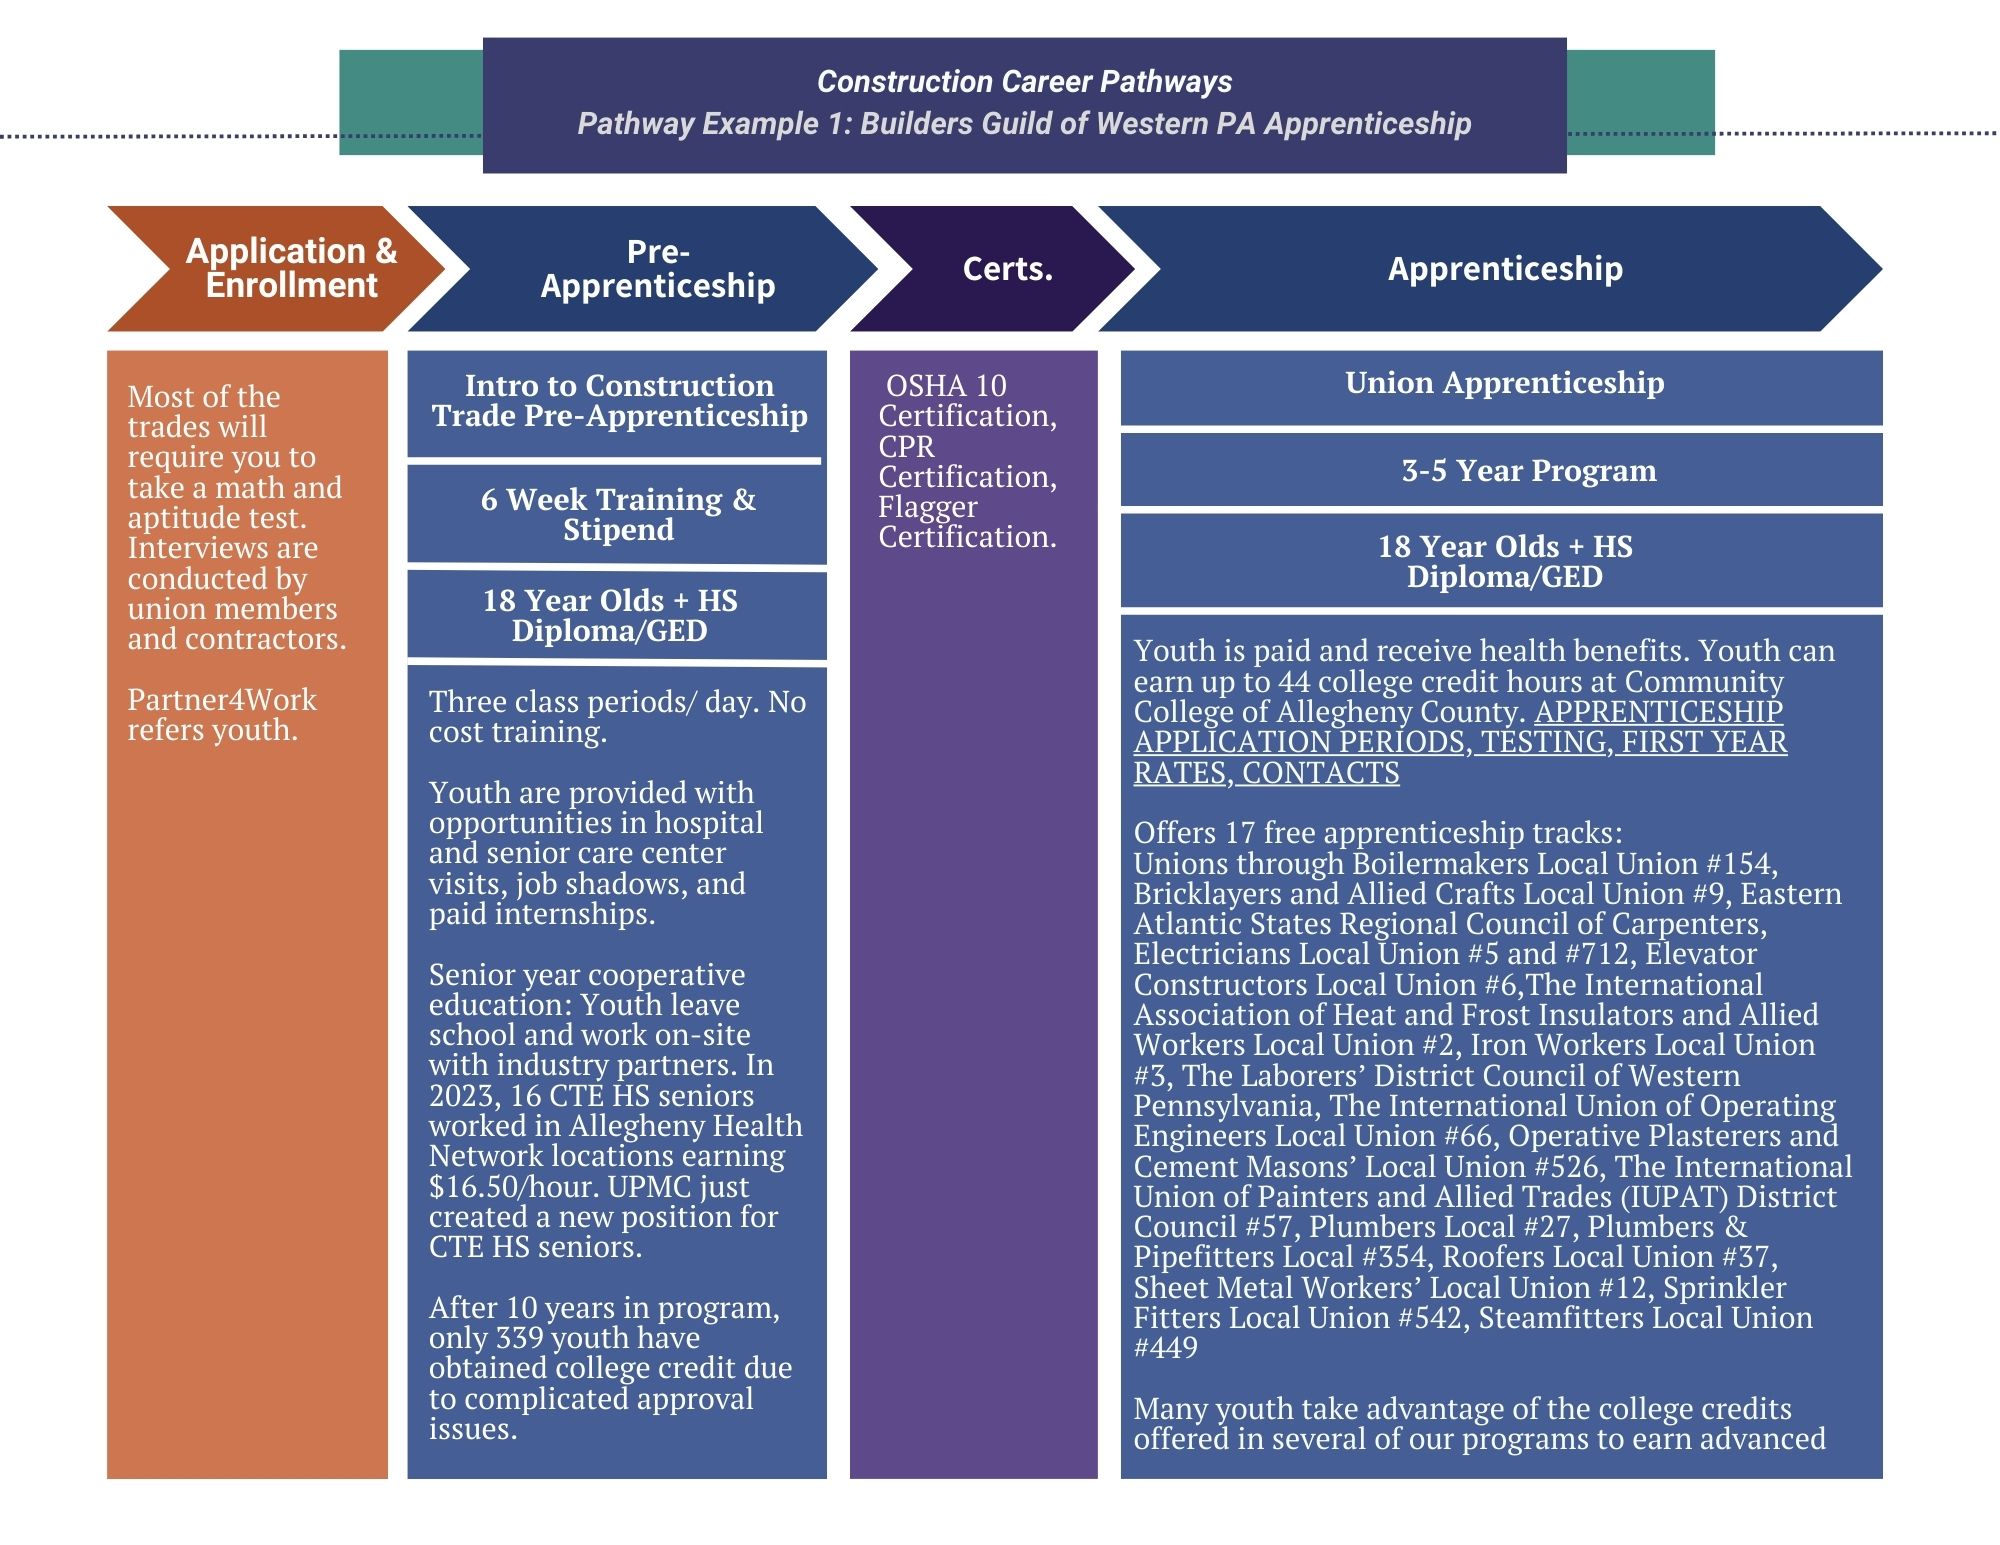 Construction Career Pathways
Pathway Example 1: Builders Guild of Western PA Apprenticeship
Application &
Enrollment
Most of the
trades will
require you to
take a math and
aptitude test.
Interviews are
conducted by
union members
and contractors.
Partner4Work
refers youth.
Pre-
Apprenticeship
Intro to Construction
Trade Pre-Apprenticeship
6 Week Training &
Stipend
18 Year Olds + HS
Diploma/GED
Three class periods/ day. No
cost training.
Youth are provided with
opportunities in hospital
and senior care center
visits, job shadows, and
paid internships.
Senior year cooperative
education: Youth leave
school and work on-site
with industry partners. In
2023, 16 CTE HS seniors
worked in Allegheny Health
Network locations earning
$16.50/hour. UPMC just
created a new position for
CTE HS seniors.
After 10 years in program,
only 339 youth have
obtained college credit due
to complicated approval
issues.
Certs.
OSHA 10
Certification,
CPR
Certification,
Flagger
Certification.
Apprenticeship
Union Apprenticeship
3-5 Year Program
18 Year Olds + HS
Diploma/GED
Youth is paid and receive health benefits. Youth can
earn up to 44 college credit hours at Community
College of Allegheny County. APPRENTICESHIP
APPLICATION PERIODS, TESTING, FIRST YEAR
RATES, CONTACTS
Offers 17 free apprenticeship tracks:
Unions through Boilermakers Local Union #154,
Bricklayers and Allied Crafts Local Union #9, Eastern
Atlantic States Regional Council of Carpenters,
Electricians Local Union #5 and #712, Elevator
Constructors Local Union #6,The International
Association of Heat and Frost Insulators and Allied
Workers Local Union #2, Iron Workers Local Union
#3, The Laborers’ District Council of Western
Pennsylvania, The International Union of Operating
Engineers Local Union #66, Operative Plasterers and
Cement Masons’ Local Union #526, The International
Union of Painters and Allied Trades (IUPAT) District
Council #57, Plumbers Local #27, Plumbers &
Pipefitters Local #354, Roofers Local Union #37,
Sheet Metal Workers’ Local Union #12, Sprinkler
Fitters Local Union #542, Steamfitters Local Union
#449
Many youth take advantage of the college credits
offered in several of our programs to earn advanced